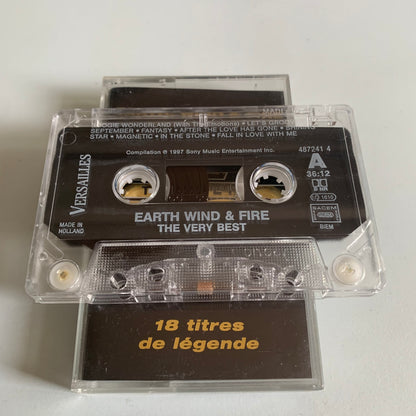 MADE
BOOGIE WONDERLAND (With The Emotions) • LET'S GROOVE
SEPTEMBER • FANTASY • AFTER THE LOVE HAS GONE • SHINING
STAR • MAGNETIC • IN THE STONE • FALL IN LOVE WITH ME
Compilation ℗ 1997 Sony Music Entertainment Inc.
487241 4
A
36:12
VERSAILLES
B NR
MADE IN
HOLLAND
SACEM
BIEM
EARTH WIND & FIRE
THE VERY BEST
18 titres
de légende